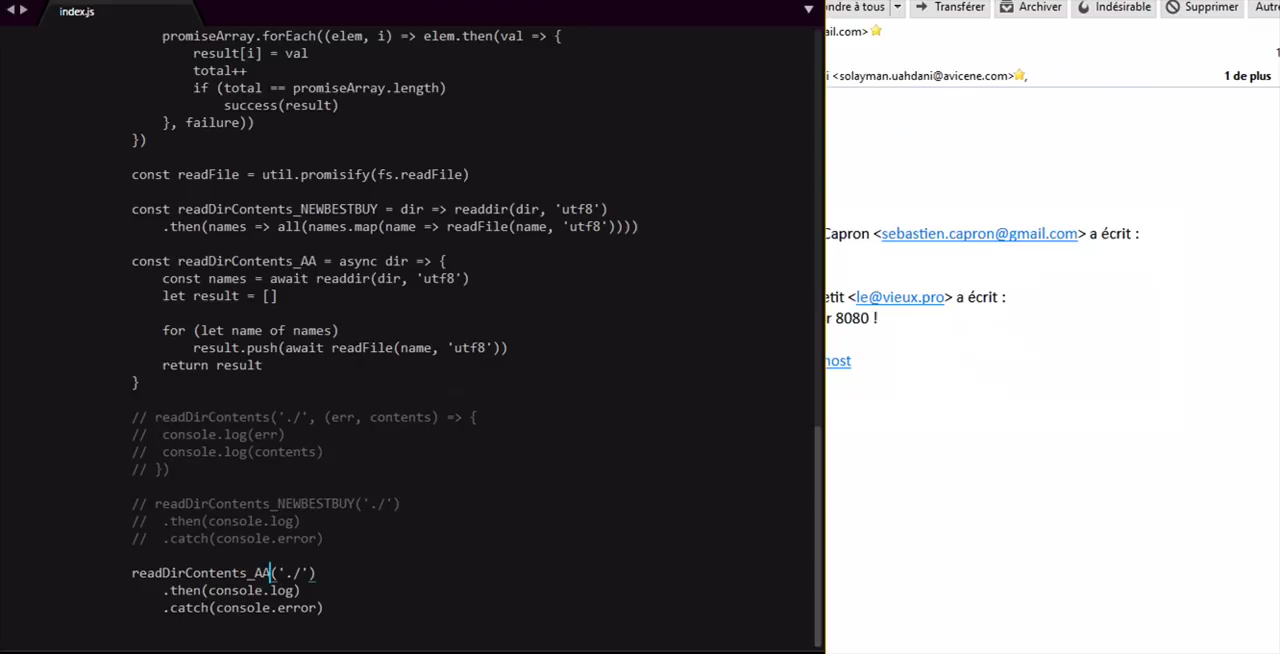 index.js
promiseArray.forEach((elem, i) => elem.then(val => {
result[i] = val
total++
if (total == promiseArray.length)
success(result)
}, failure))
})
const readFile = util.promisify(fs.readFile)
const readDirContents_NEWBESTBUY = dir => readdir(dir, 'utf8')
.then(names => all(names.map(name => readFile(name, 'utf8'))))
const readDirContents_AA = async dir => {
const names = await readdir(dir, 'utf8')
let result = []
for (let name of names)
result.push(await readFile(name, 'utf8'))
return result
}
// readDirContents('./', (err, contents) => {
//  console.log(err)
//  console.log(contents)
// })
// readDirContents_NEWBESTBUY('./')
//  .then(console.log)
//  .catch(console.error)
readDirContents_AA('./')
.then(console.log)
.catch(console.error)
ndre à tous Transférer Archiver Indésirable Supprimer Autre
ail.com>
1
i <solayman.uahdani@avicene.com>, 1 de plus
Capron <sebastien.capron@gmail.com> a écrit :
etit <le@vieux.pro> a écrit :
r 8080 !
host